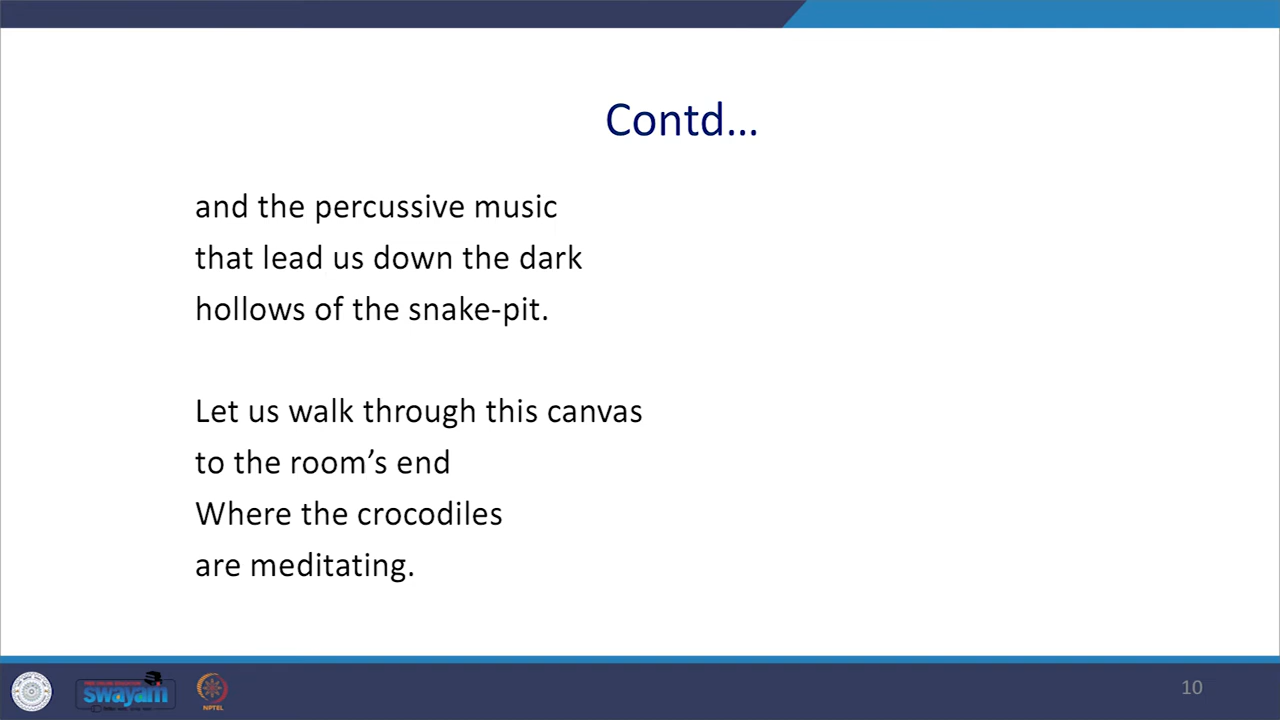 Contd...
and the percussive music
that lead us down the dark
hollows of the snake-pit.
Let us walk through this canvas
to the room’s end
Where the crocodiles
are meditating.
swayam
NPTEL
10